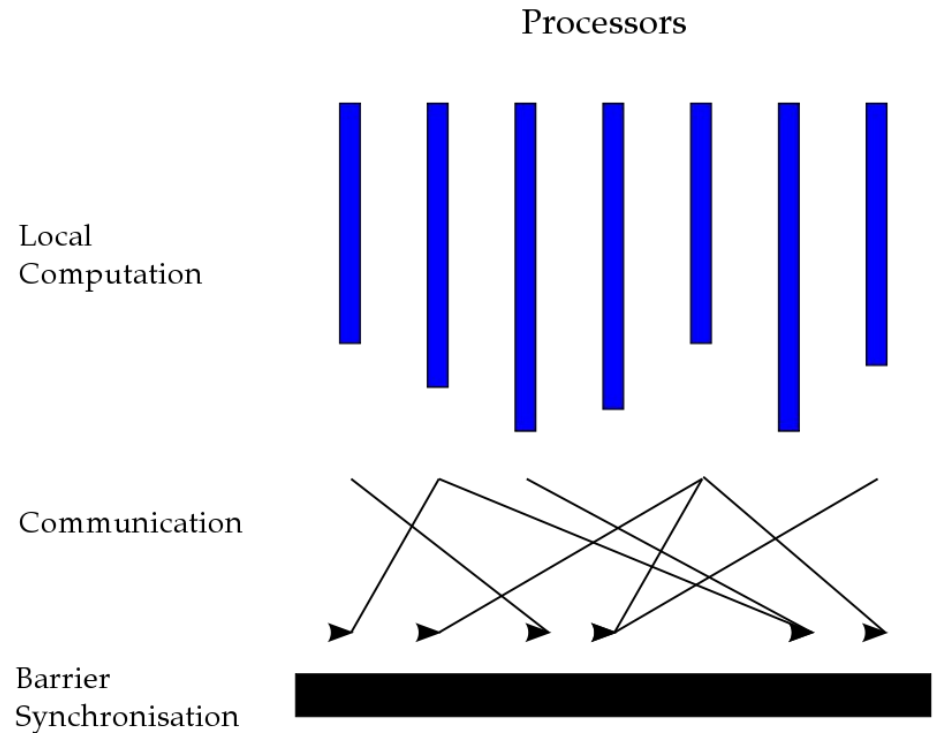 Processors
Local
Computation
Communication
Barrier
Synchronisation